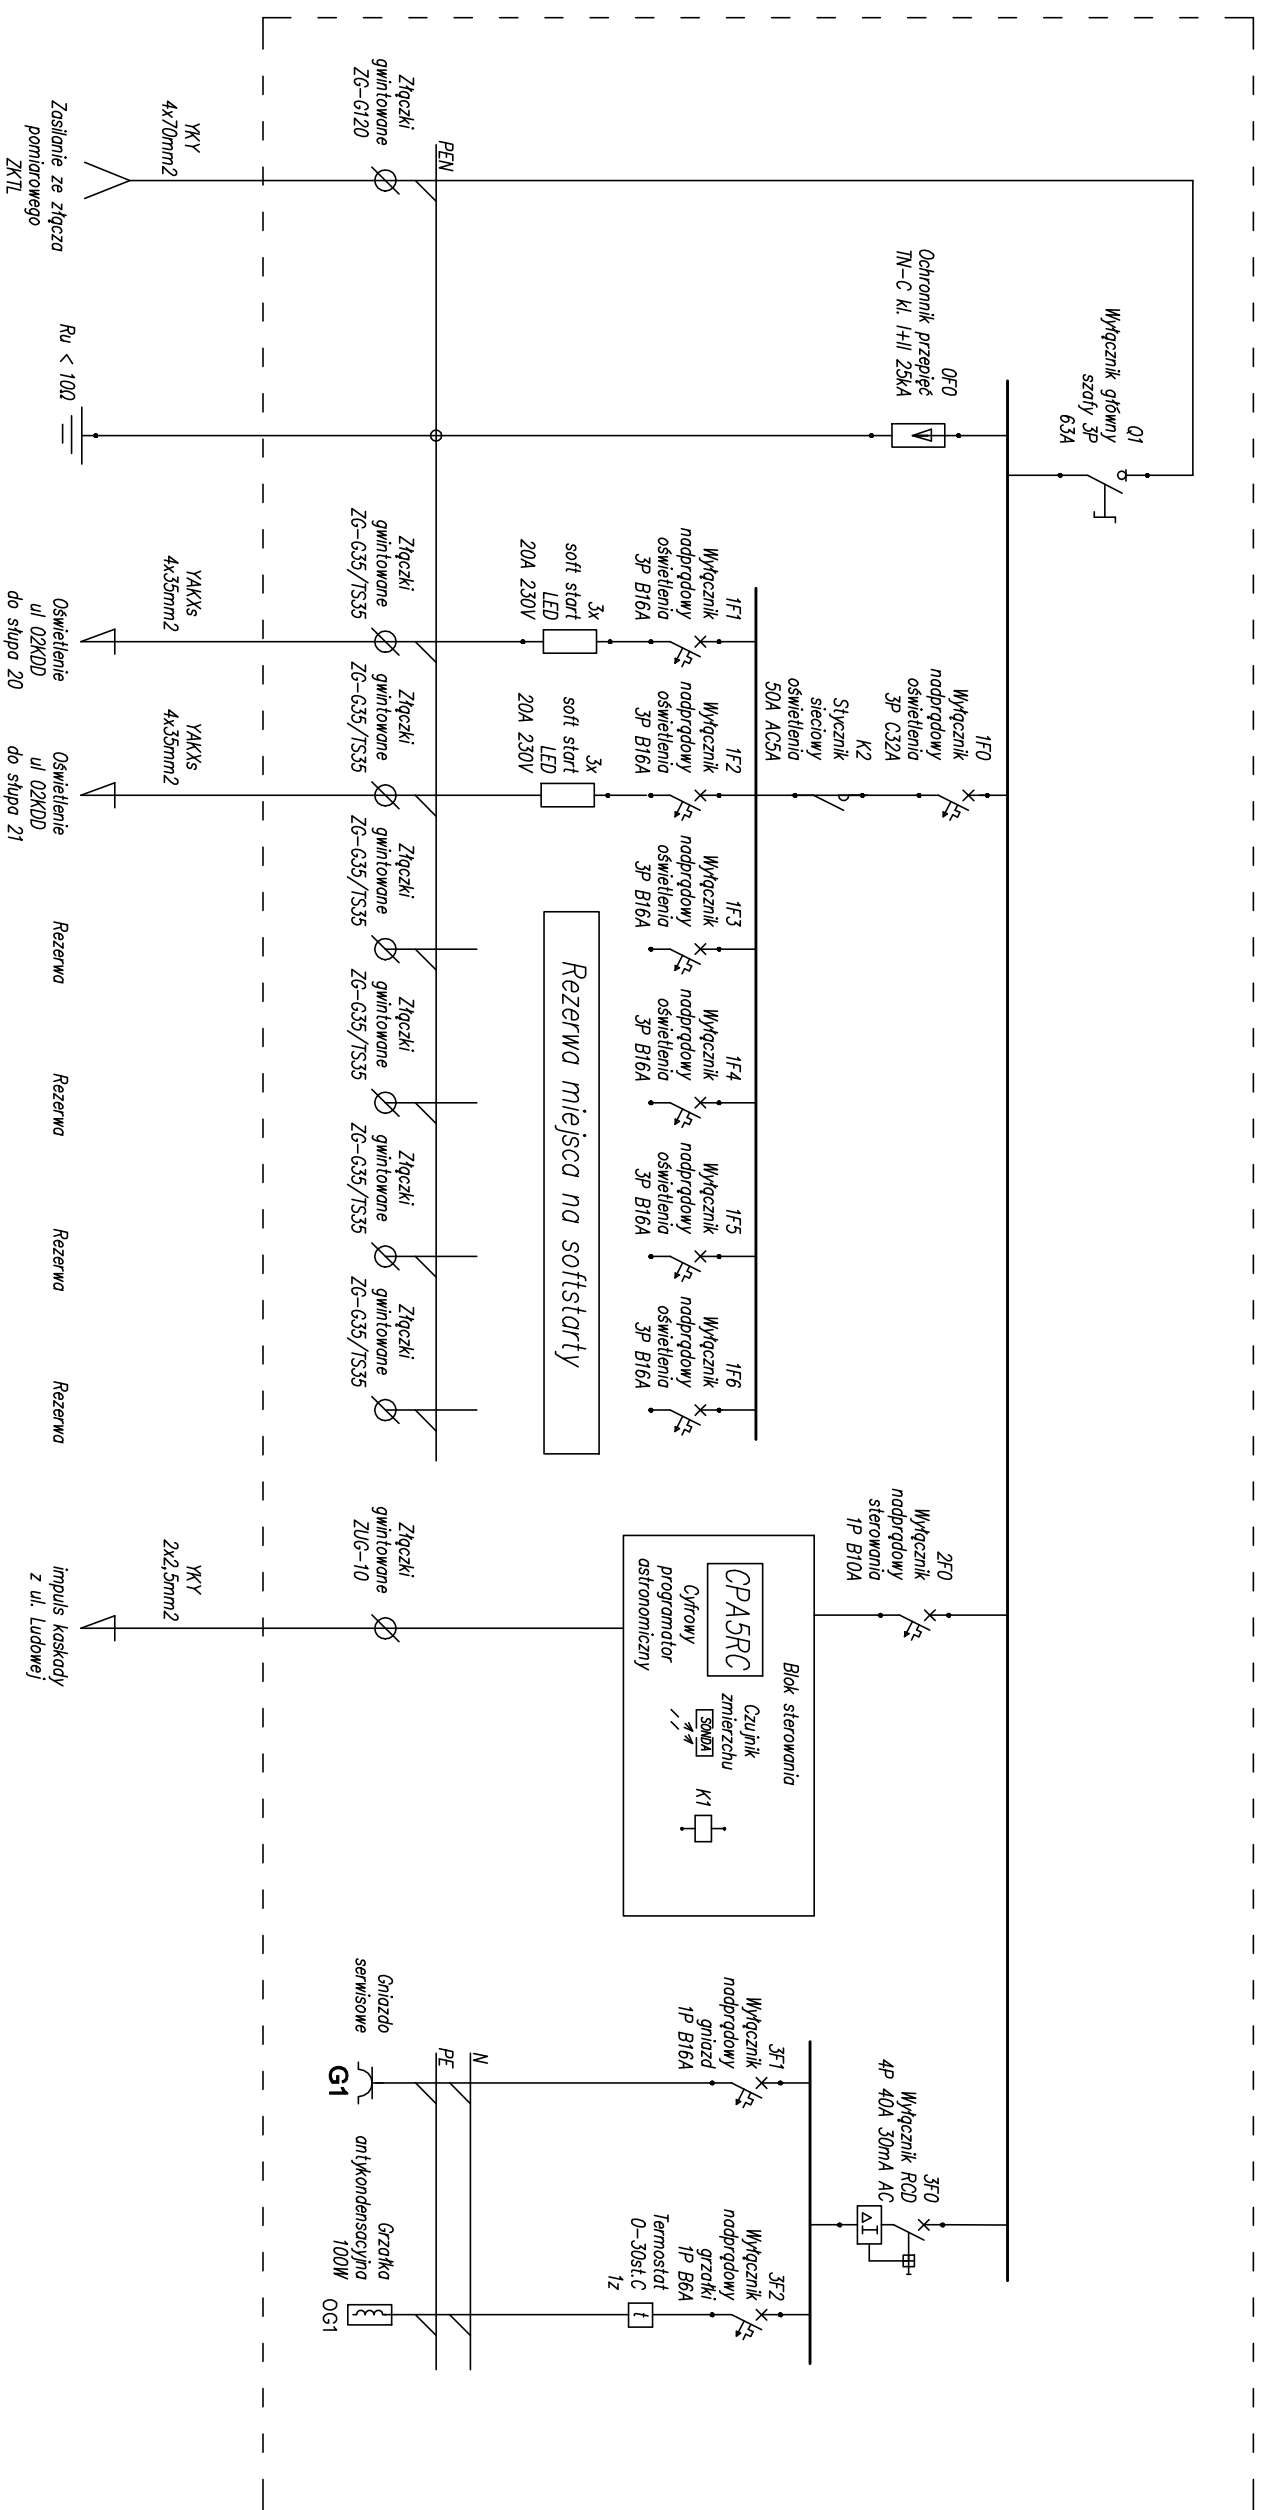 Q1
Wyłącznik główny
szafy 3P
63A
0F0
Ochronnik przepięć
TN-C kl. I+II 25kA
1F0
Wyłącznik
nadprądowy
oświetlenia
3P C32A
K2
Stycznik
sieciowy
oświetlenia
50A AC5A
2F0
Wyłącznik
nadprądowy
sterowania
1P B10A
3F0
Wyłącznik RCD
4P 40A 30mA AC
ΔI
1F1
Wyłącznik
nadprądowy
oświetlenia
3P B16A
1F2
Wyłącznik
nadprądowy
oświetlenia
3P B16A
1F3
Wyłącznik
nadprądowy
oświetlenia
3P B16A
1F4
Wyłącznik
nadprądowy
oświetlenia
3P B16A
1F5
Wyłącznik
nadprądowy
oświetlenia
3P B16A
1F6
Wyłącznik
nadprądowy
oświetlenia
3P B16A
Blok sterowania
CPA5RC
Cyfrowy
programator
astronomiczny
Czujnik
zmierzchu
SONDA
K1
3F1
Wyłącznik
nadprądowy
gniazd
1P B16A
3F2
Wyłącznik
nadprądowy
grzałki
1P B6A
Termostat
0-30st.C
1z
t
3x
soft start
LED
20A 230V
3x
soft start
LED
20A 230V
Rezerwa miejsca na softstarty
PEN
N
PE
Złączki
gwintowane
ZG-G120
Złączki
gwintowane
ZG-G35/TS35
Złączki
gwintowane
ZG-G35/TS35
Złączki
gwintowane
ZG-G35/TS35
Złączki
gwintowane
ZG-G35/TS35
Złączki
gwintowane
ZG-G35/TS35
Złączki
gwintowane
ZG-G35/TS35
Złączki
gwintowane
ZUG-10
Gniazdo
serwisowe
G1
Grzałka
antykondensacyjna
100W
OG1
YKY
4x70mm2
YAKXs
4x35mm2
YAKXs
4x35mm2
YKY
2x2,5mm2
Zasilanie ze złącza
pomiarowego
ZKTL
Ru < 10Ω
Oświetlenie
ul 02KDD
do słupa 20
Oświetlenie
ul 02KDD
do słupa 21
Rezerwa
Rezerwa
Rezerwa
Rezerwa
impuls kaskady
z ul. Ludowej